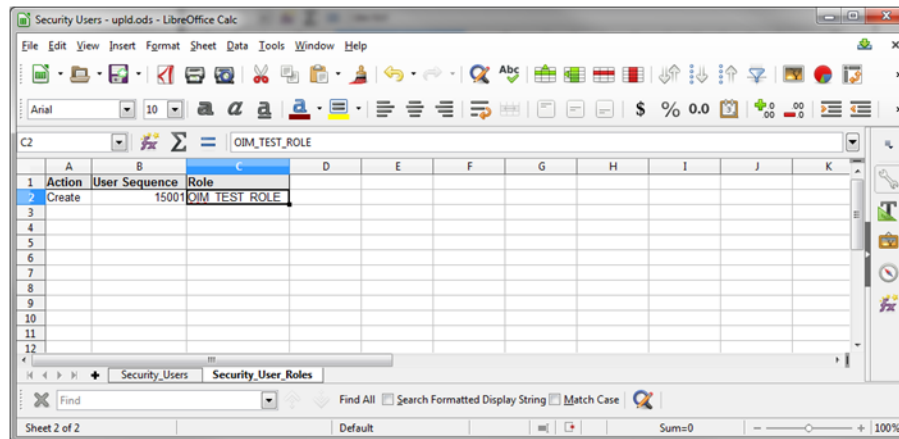 Security Users - upld.ods - LibreOffice Calc
File Edit View Insert Format Sheet Data Tools Window Help
Abc
Arial 10 a a a a $ % 0.0
C2 Σ = OIM_TEST_ROLE
A B C D E F G H I J K
1 Action User Sequence Role
2 Create 15001 OIM_TEST_ROLE
3
4
5
6
7
8
9
10
11
12
Security_Users Security_User_Roles
Find Find All Search Formatted Display String Match Case
Sheet 2 of 2 Default Sum=0 100%